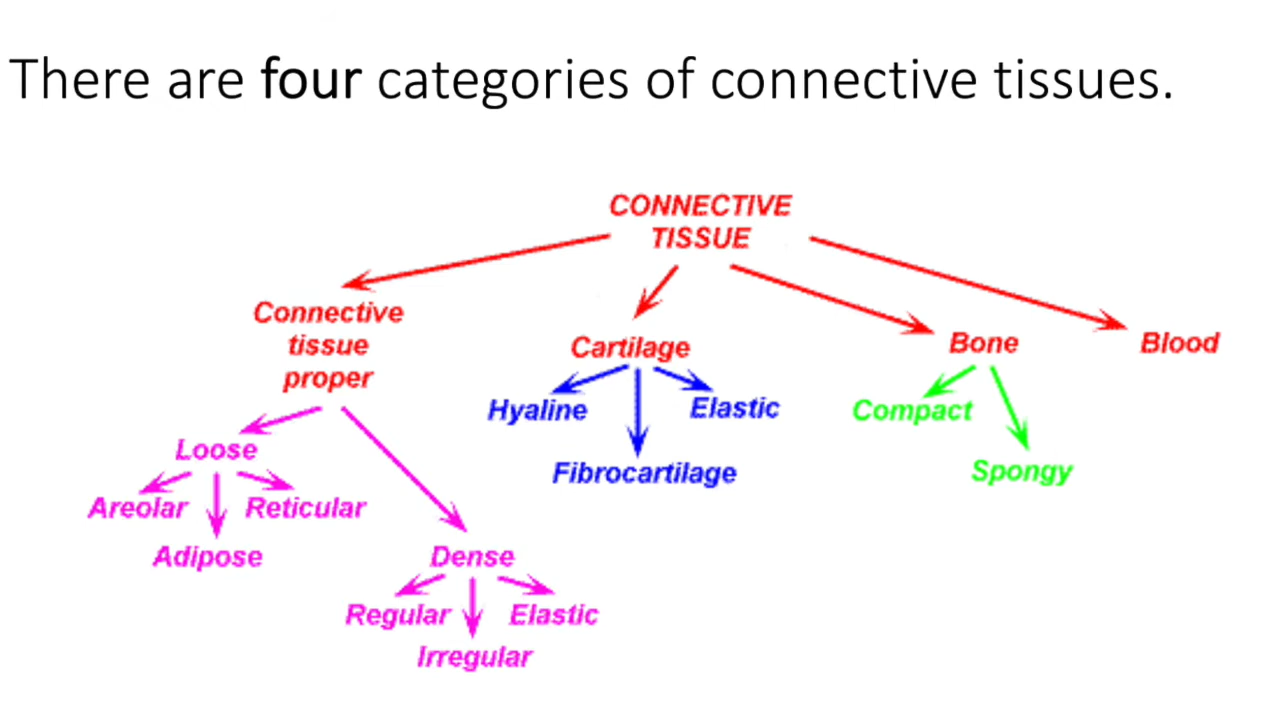 There are four categories of connective tissues.
CONNECTIVE
TISSUE
Connective
tissue
proper
Cartilage
Bone
Blood
Hyaline
Elastic
Fibrocartilage
Compact
Spongy
Loose
Areolar
Reticular
Adipose
Dense
Regular
Elastic
Irregular